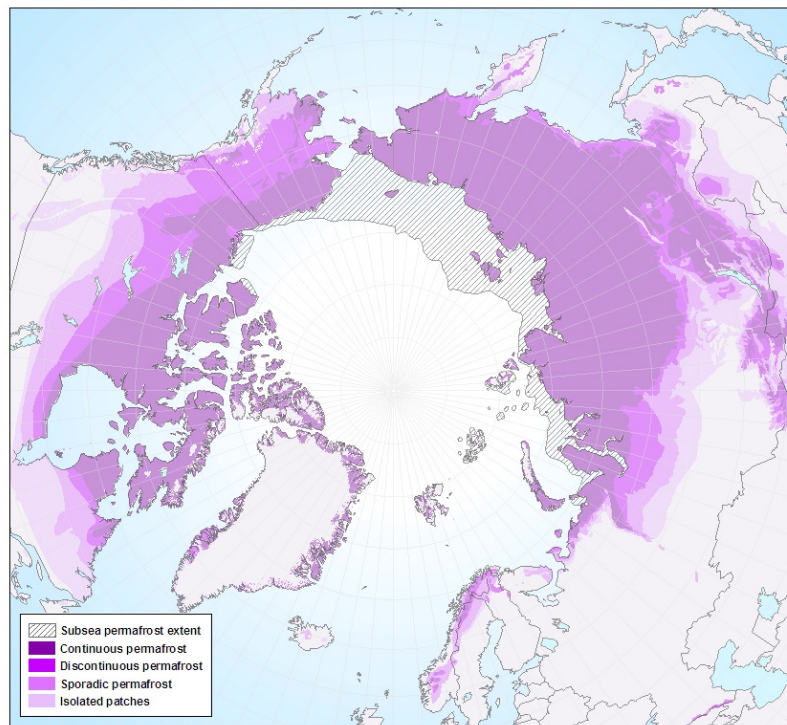 Subsea permafrost extent
Continuous permafrost
Discontinuous permafrost
Sporadic permafrost
Isolated patches